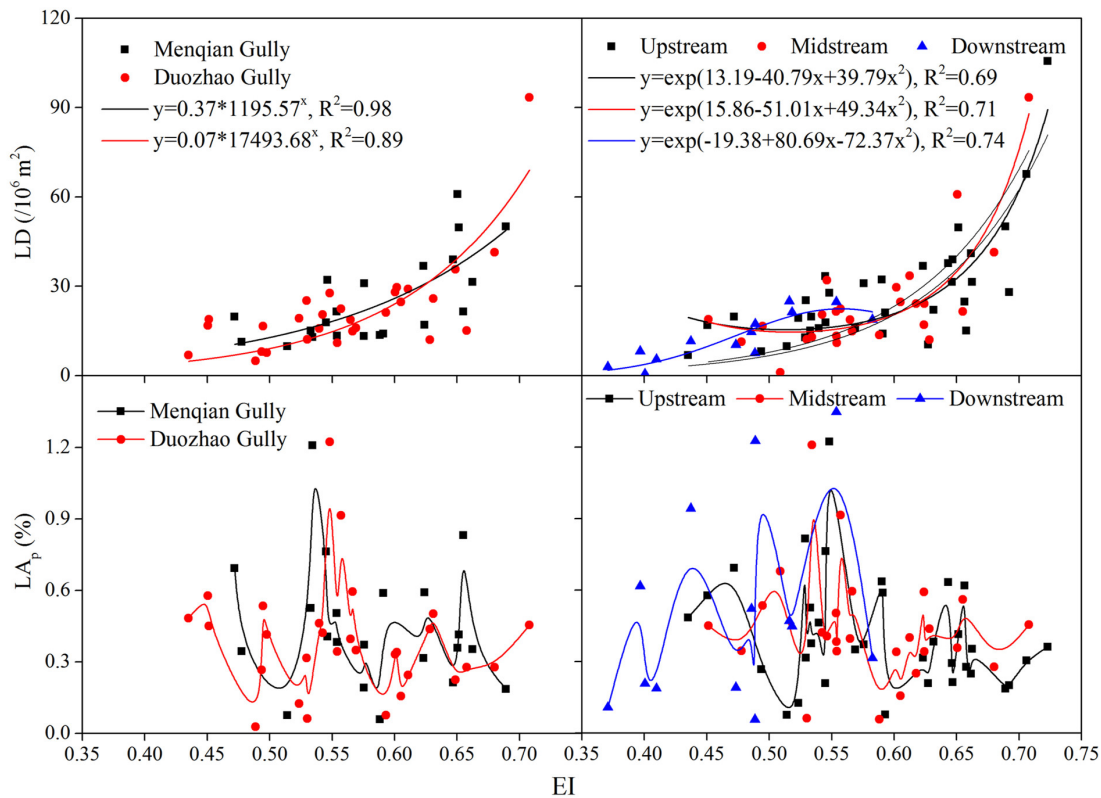 120
90
60
30
0
LD (/10⁶ m²)
Menqian Gully
Duozhao Gully
y=0.37*1195.57ˣ, R²=0.98
y=0.07*17493.68ˣ, R²=0.89
Upstream Midstream Downstream
y=exp(13.19-40.79x+39.79x²), R²=0.69
y=exp(15.86-51.01x+49.34x²), R²=0.71
y=exp(-19.38+80.69x-72.37x²), R²=0.74
1.2
0.9
0.6
0.3
0.0
LAₚ (%)
Menqian Gully
Duozhao Gully
Upstream Midstream Downstream
0.35 0.40 0.45 0.50 0.55 0.60 0.65 0.70 0.35 0.40 0.45 0.50 0.55 0.60 0.65 0.70 0.75
EI